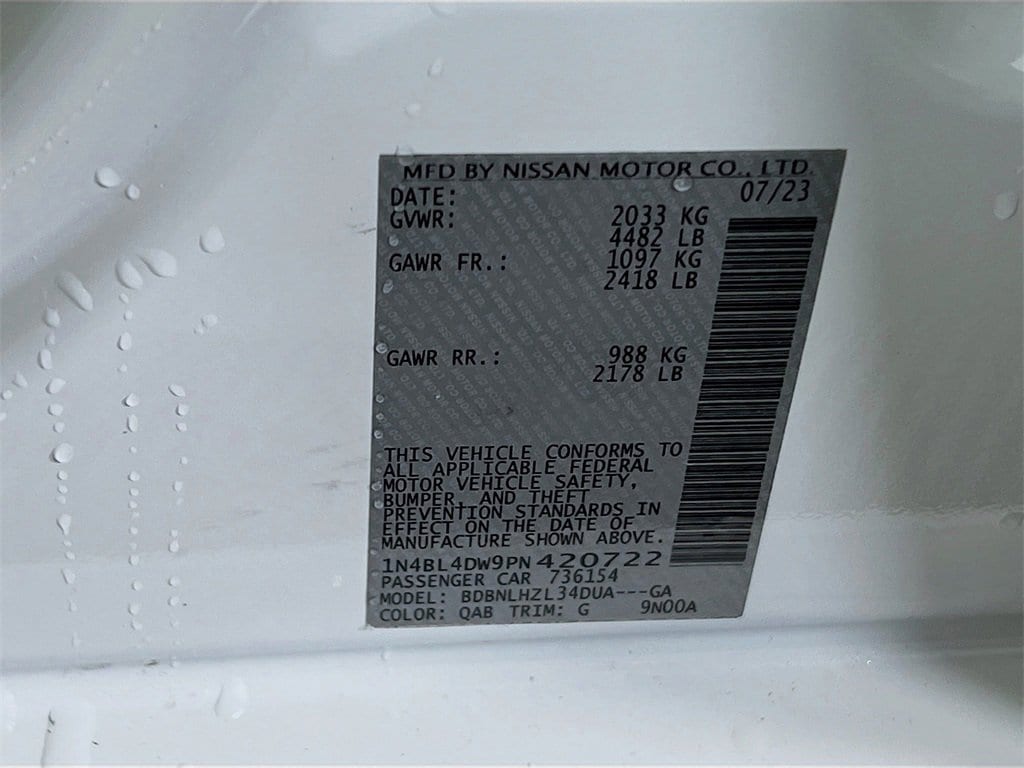 MFD BY NISSAN MOTOR CO., LTD.
DATE: 07/23
GVWR: 2033 KG
4482 LB
GAWR FR.: 1097 KG
2418 LB
GAWR RR.: 988 KG
2178 LB
THIS VEHICLE CONFORMS TO
ALL APPLICABLE FEDERAL
MOTOR VEHICLE SAFETY,
BUMPER, AND THEFT
PREVENTION STANDARDS IN
EFFECT ON THE DATE OF
MANUFACTURE SHOWN ABOVE.
1N4BL4DW9PN420722
PASSENGER CAR 736154
MODEL: BDBNLHZL34DUA---GA
COLOR: QAB TRIM: G 9N00A